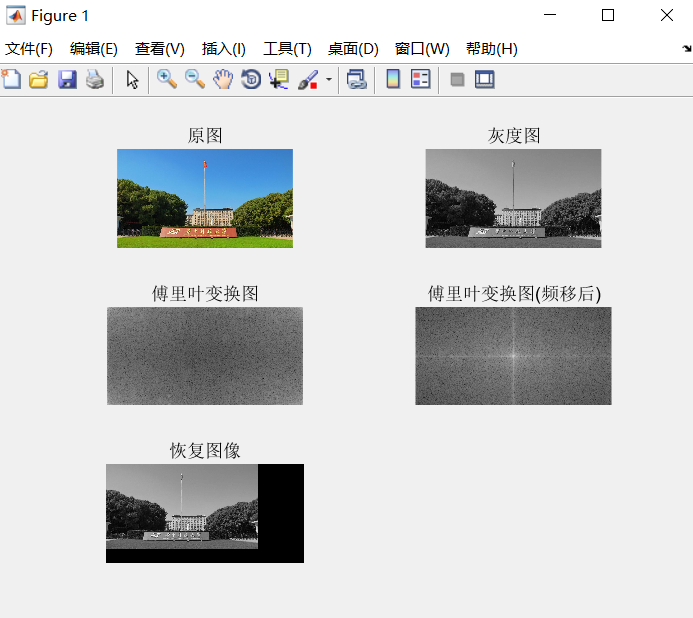 Figure 1
文件(F) 编辑(E) 查看(V) 插入(I) 工具(T) 桌面(D) 窗口(W) 帮助(H)
原图
灰度图
傅里叶变换图
傅里叶变换图(频移后)
恢复图像